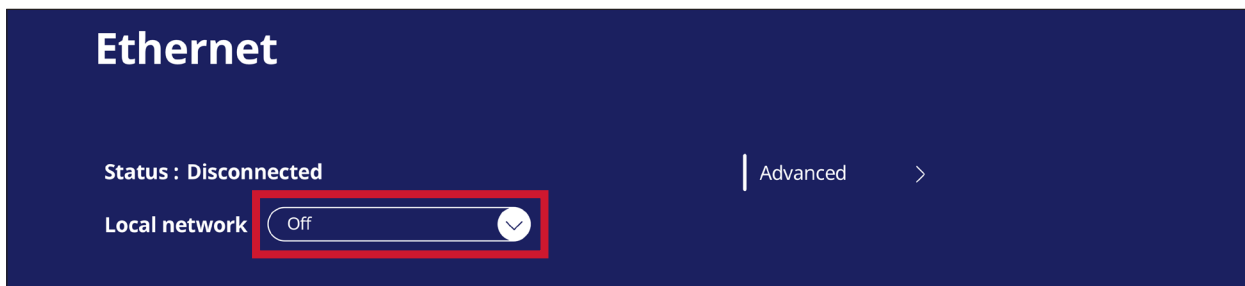 Ethernet
Status : Disconnected
Advanced
Local network
Off